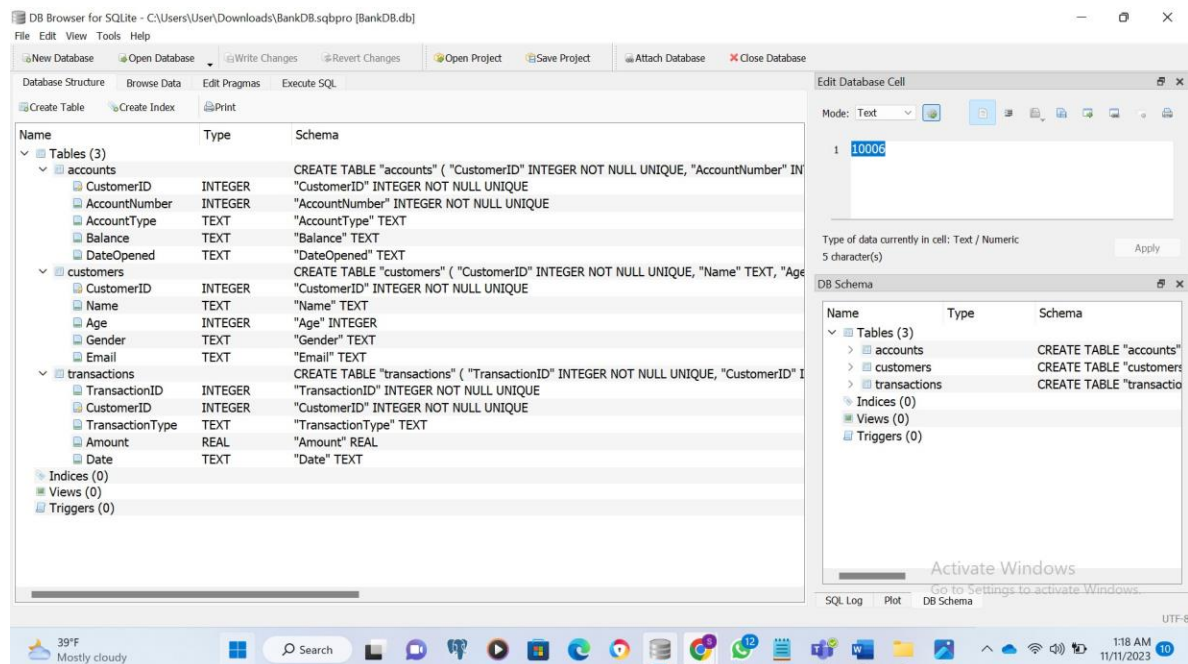 DB Browser for SQLite - C:\Users\User\Downloads\BankDB.sqbpro [BankDB.db]
File Edit View Tools Help
New Database Open Database Write Changes Revert Changes Open Project Save Project Attach Database Close Database
Database Structure Browse Data Edit Pragmas Execute SQL
Create Table Create Index Print
Name Type Schema
Tables (3)
accounts CREATE TABLE "accounts" ( "CustomerID" INTEGER NOT NULL UNIQUE, "AccountNumber" IN
CustomerID INTEGER "CustomerID" INTEGER NOT NULL UNIQUE
AccountNumber INTEGER "AccountNumber" INTEGER NOT NULL UNIQUE
AccountType TEXT "AccountType" TEXT
Balance TEXT "Balance" TEXT
DateOpened TEXT "DateOpened" TEXT
customers CREATE TABLE "customers" ( "CustomerID" INTEGER NOT NULL UNIQUE, "Name" TEXT, "Age
CustomerID INTEGER "CustomerID" INTEGER NOT NULL UNIQUE
Name TEXT "Name" TEXT
Age INTEGER "Age" INTEGER
Gender TEXT "Gender" TEXT
Email TEXT "Email" TEXT
transactions CREATE TABLE "transactions" ( "TransactionID" INTEGER NOT NULL UNIQUE, "CustomerID" I
TransactionID INTEGER "TransactionID" INTEGER NOT NULL UNIQUE
CustomerID INTEGER "CustomerID" INTEGER NOT NULL UNIQUE
TransactionType TEXT "TransactionType" TEXT
Amount REAL "Amount" REAL
Date TEXT "Date" TEXT
Indices (0)
Views (0)
Triggers (0)
Edit Database Cell
Mode: Text
1 10006
Type of data currently in cell: Text / Numeric
5 character(s)
Apply
DB Schema
Name Type Schema
Tables (3)
accounts CREATE TABLE "accounts"
customers CREATE TABLE "customers
transactions CREATE TABLE "transactio
Indices (0)
Views (0)
Triggers (0)
Activate Windows
Go to Settings to activate Windows.
SQL Log Plot DB Schema
UTF-8
39°F
Mostly cloudy
Search
12
1:18 AM
11/11/2023
10